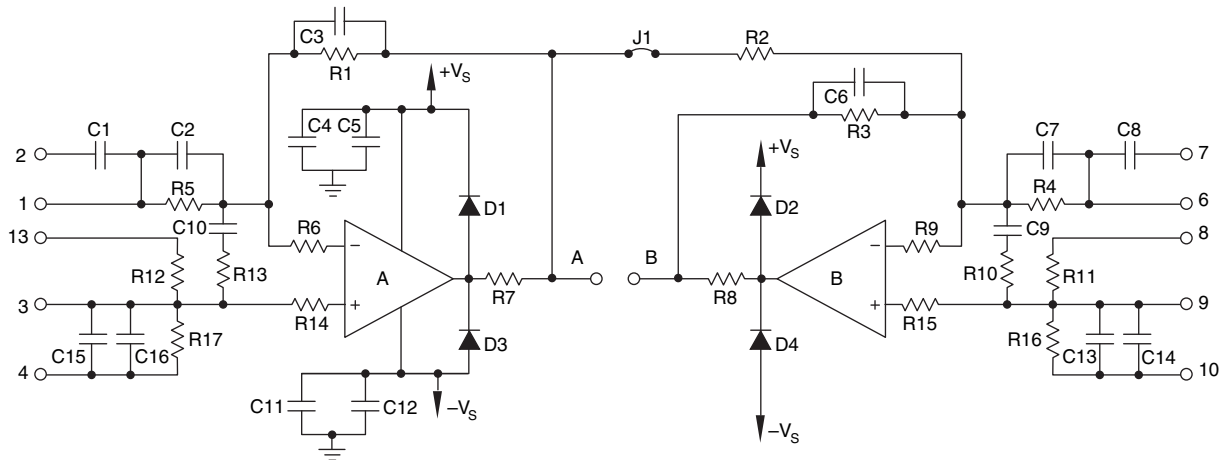 C3
R1
J1
R2
+VS
C6
R3
C4
C5
C1
C2
C7
C8
2
7
+VS
R5
R4
1
6
C10
D1
D2
C9
13
8
R6
R9
R12
R13
A
A
B
B
R10
R11
R7
R8
3
9
R14
R15
R17
R16
C15
C16
D3
D4
C13
C14
4
10
C11
C12
–VS
–VS